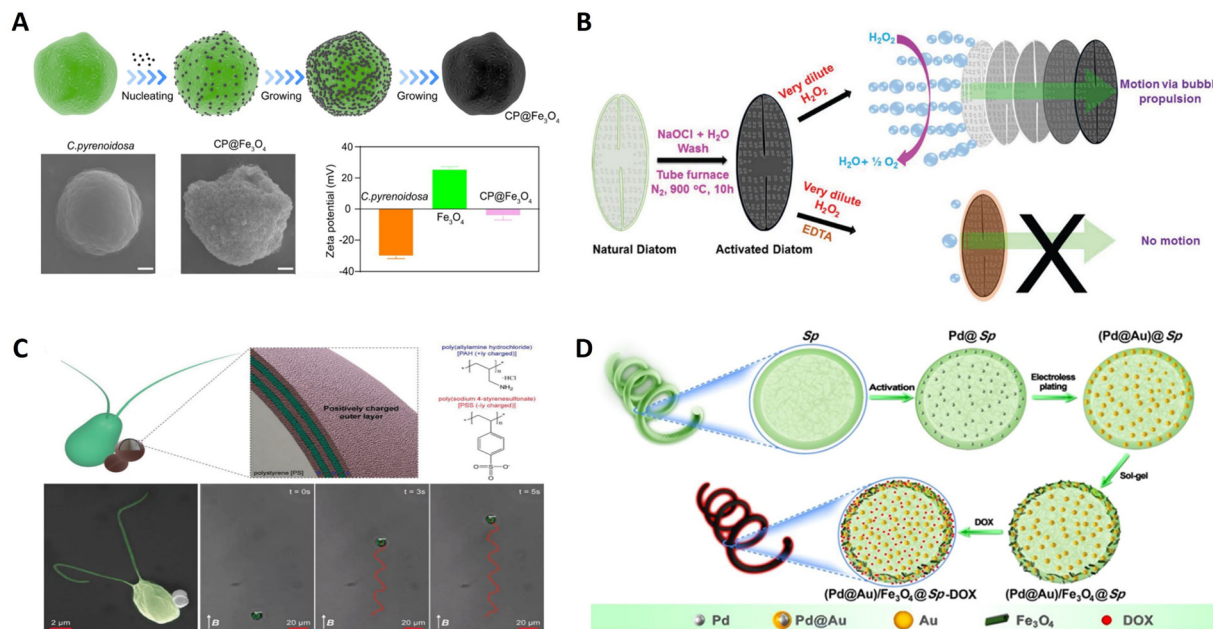 A
Nucleating
Growing
Growing
CP@Fe₃O₄
C.pyrenoidosa
CP@Fe₃O₄
Zeta potential (mV)
40
20
0
-20
-40
C.pyrenoidosa
Fe₃O₄
CP@Fe₃O₄
B
Natural Diatom
NaOCl + H₂O
Wash
Tube furnace
N₂, 900 °C, 10h
Activated Diatom
Very dilute
H₂O₂
H₂O₂
H₂O + ½ O₂
Motion via bubbl
propulsion
Very dilute
H₂O₂
EDTA
No motion
C
Positively charged
outer layer
polystyrene [PS]
poly(allylamine hydrochloride)
[PAH (+ly charged)]
n
·HCl
NH₂
poly(sodium 4-styrenesulfonate)
[PSS (-ly charged)]
n
O=S=O
O⁻
2 µm
t = 0s
B
20 µm
t = 3s
20 µm
t = 5s
B
20 µm
D
Sp
Activation
Pd@Sp
Electroless
plating
(Pd@Au)@Sp
Sol-gel
(Pd@Au)/Fe₃O₄@Sp
DOX
(Pd@Au)/Fe₃O₄@Sp-DOX
Pd
Pd@Au
Au
Fe₃O₄
DOX